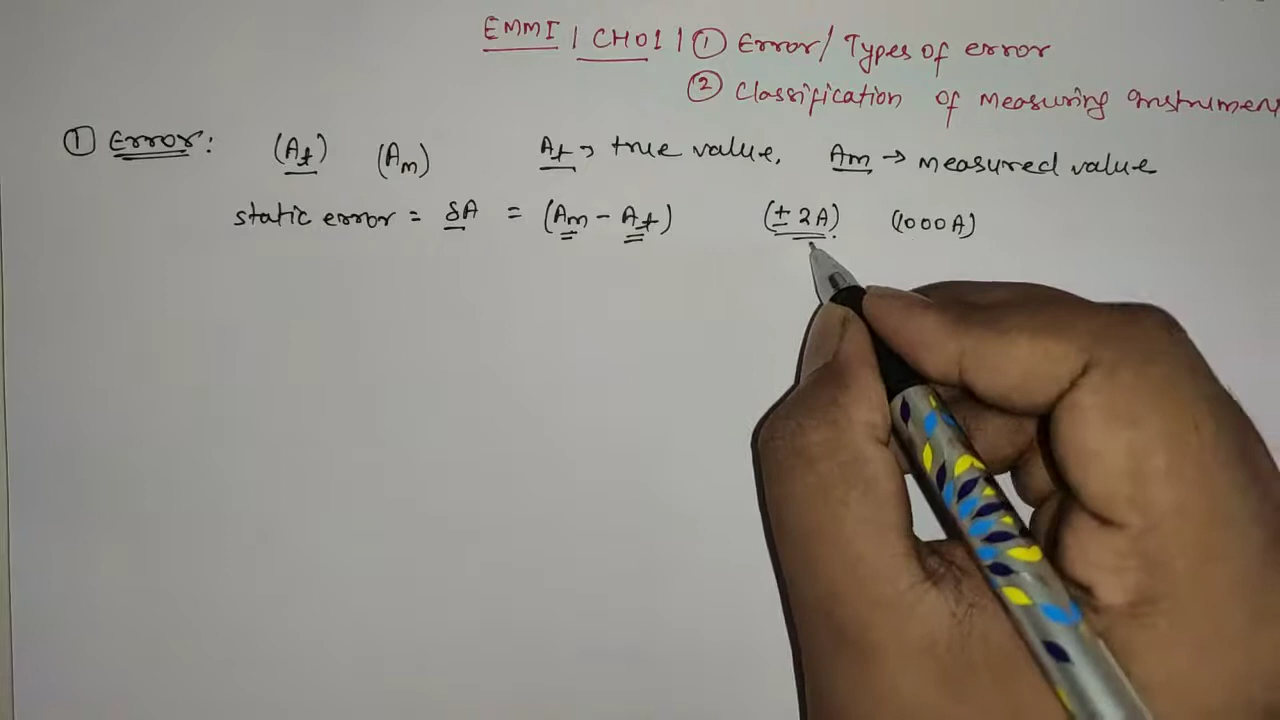 EMMI | CH01 | ① Error / Types of error
② Classification of Measuring Instrumen
① Error: (At) (Am) At → true value, Am → measured value
static error = δA = (Am - At) (± 2A) (1000A)